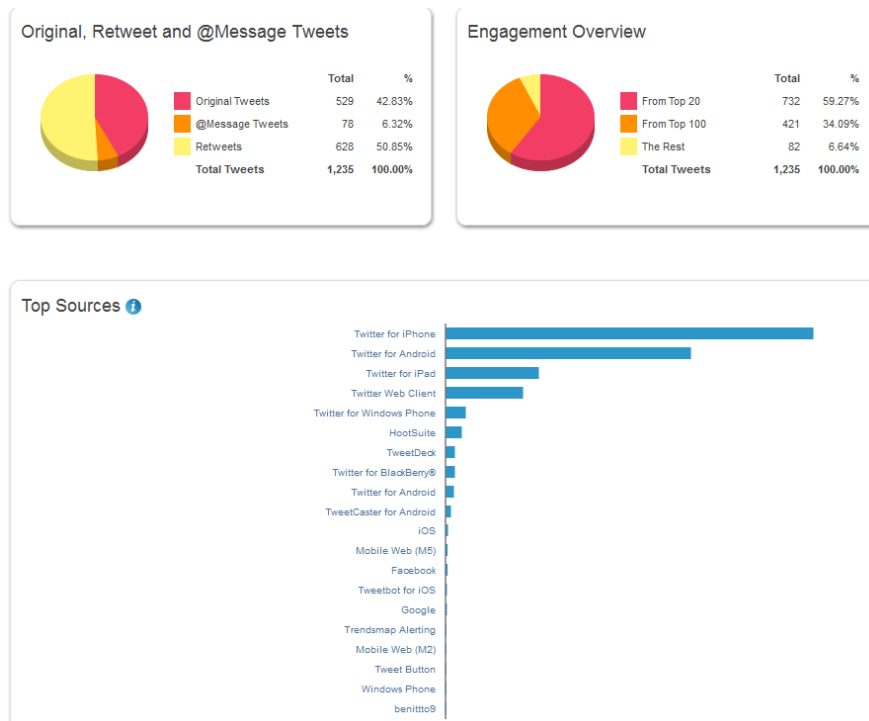 Original, Retweet and @Message Tweets
Total %
Original Tweets 529 42.83%
@Message Tweets 78 6.32%
Retweets 628 50.85%
Total Tweets 1,235 100.00%
Engagement Overview
Total %
From Top 20 732 59.27%
From Top 100 421 34.09%
The Rest 82 6.64%
Total Tweets 1,235 100.00%
Top Sources i
Twitter for iPhone
Twitter for Android
Twitter for iPad
Twitter Web Client
Twitter for Windows Phone
HootSuite
TweetDeck
Twitter for BlackBerry®
Twitter for Android
TweetCaster for Android
iOS
Mobile Web (M5)
Facebook
Tweetbot for iOS
Google
Trendsmap Alerting
Mobile Web (M2)
Tweet Button
Windows Phone
benittto9